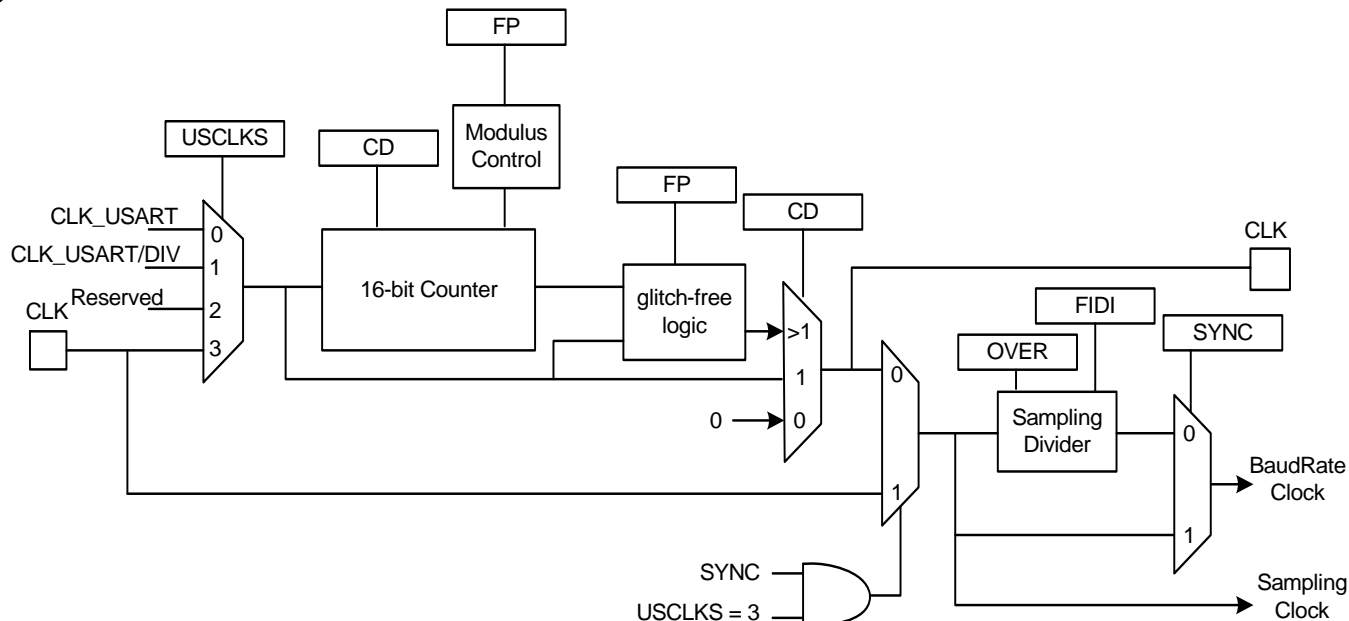 FP
USCLKS
CD
Modulus
Control
FP
CD
CLK_USART
0
CLK_USART/DIV
1
Reserved
2
CLK
3
16-bit Counter
glitch-free
logic
>1
1
0
0
CLK
FIDI
OVER
SYNC
0
1
Sampling
Divider
0
1
BaudRate
Clock
SYNC
USCLKS = 3
Sampling
Clock